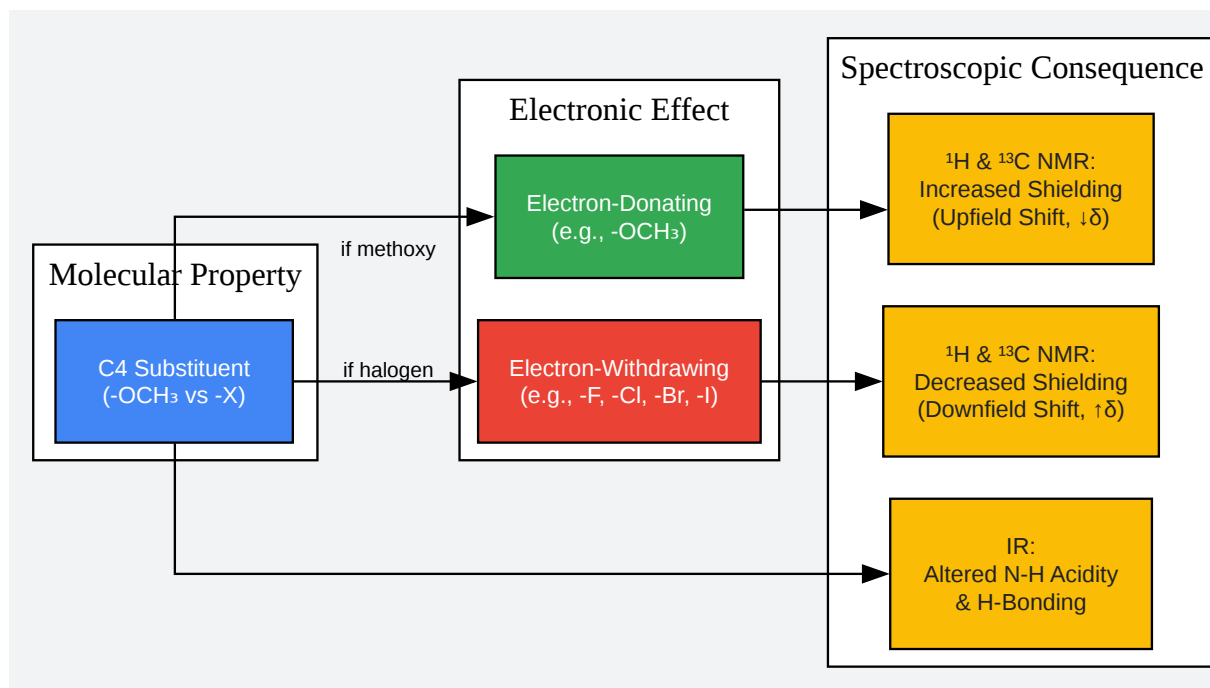 Molecular Property
C4 Substituent
(-OCH₃ vs -X)
if methoxy
if halogen
Electronic Effect
Electron-Donating
(e.g., -OCH₃)
Electron-Withdrawing
(e.g., -F, -Cl, -Br, -I)
Spectroscopic Consequence
¹H & ¹³C NMR:
Increased Shielding
(Upfield Shift, ↓δ)
¹H & ¹³C NMR:
Decreased Shielding
(Downfield Shift, ↑δ)
IR:
Altered N-H Acidity
& H-Bonding